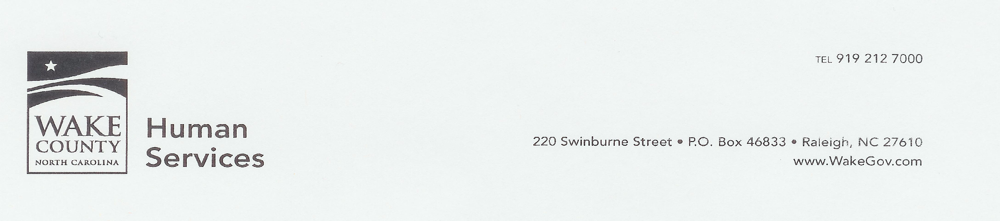 TEL 919 212 7000
WAKE
COUNTY
NORTH CAROLINA
Human
Services
220 Swinburne Street • P.O. Box 46833 • Raleigh, NC 27610
www.WakeGov.com